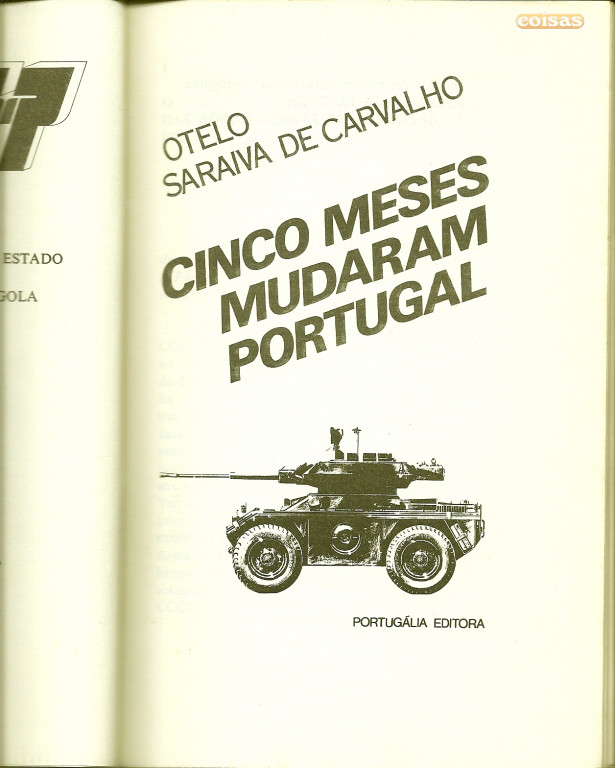 coisas
ESTADO
GOLA
OTELO
SARAIVA DE CARVALHO
CINCO MESES
MUDARAM
PORTUGAL
PORTUGÁLIA EDITORA